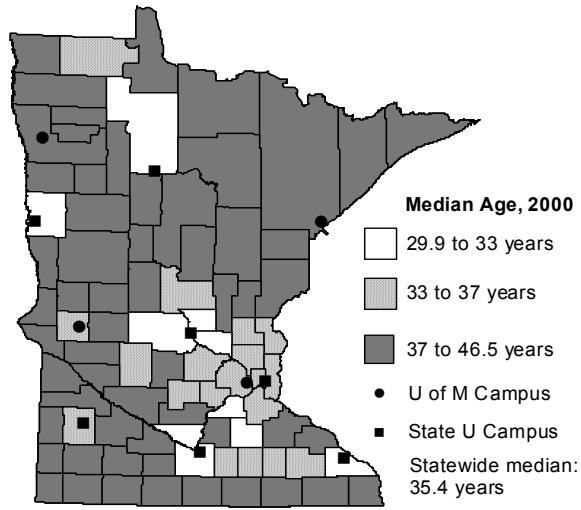 Median Age, 2000
29.9 to 33 years
33 to 37 years
37 to 46.5 years
U of M Campus
State U Campus
Statewide median:
35.4 years